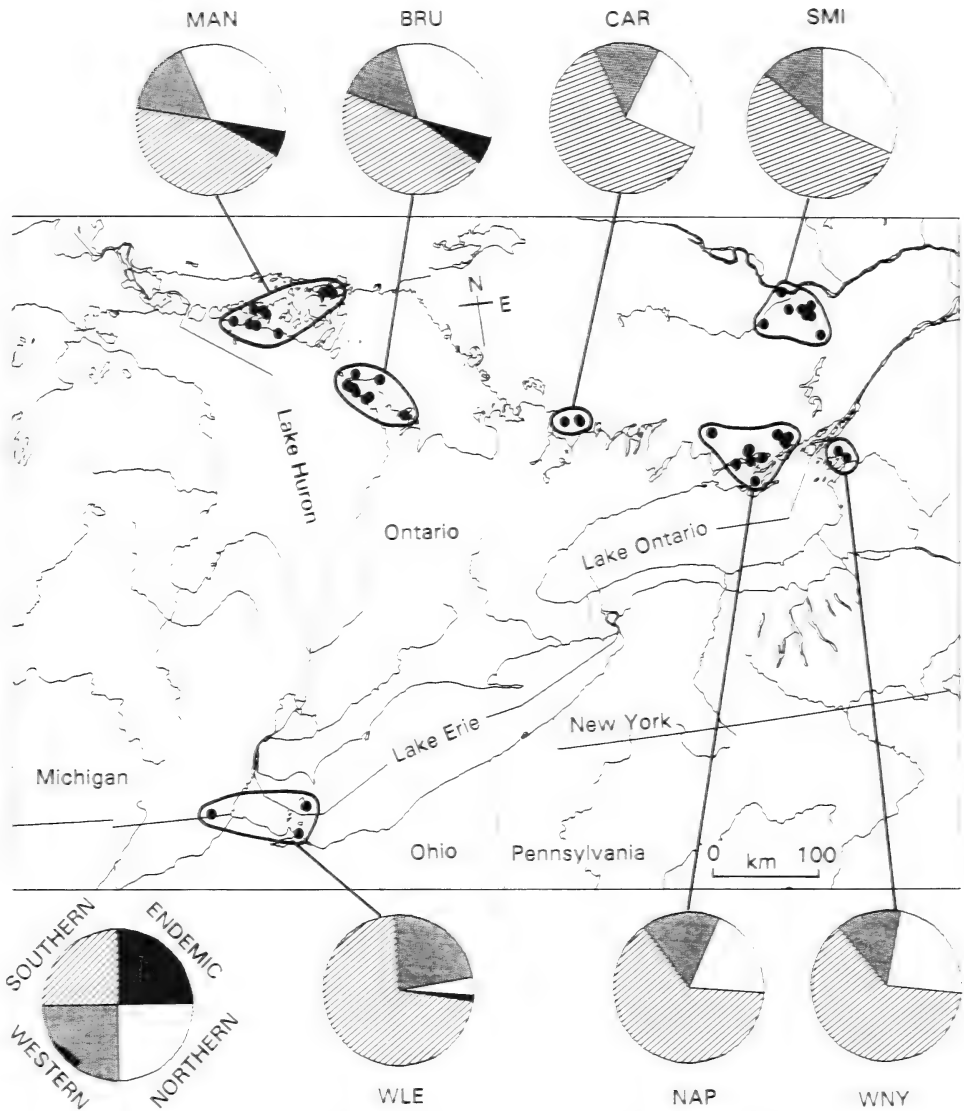 MAN
BRU
CAR
SMI
N
E
Lake Huron
Ontario
Lake Ontario
New York
Lake Erie
Michigan
Ohio
Pennsylvania
0 km 100
SOUTHERN
ENDEMIC
WESTERN
NORTHERN
WLE
NAP
WNY